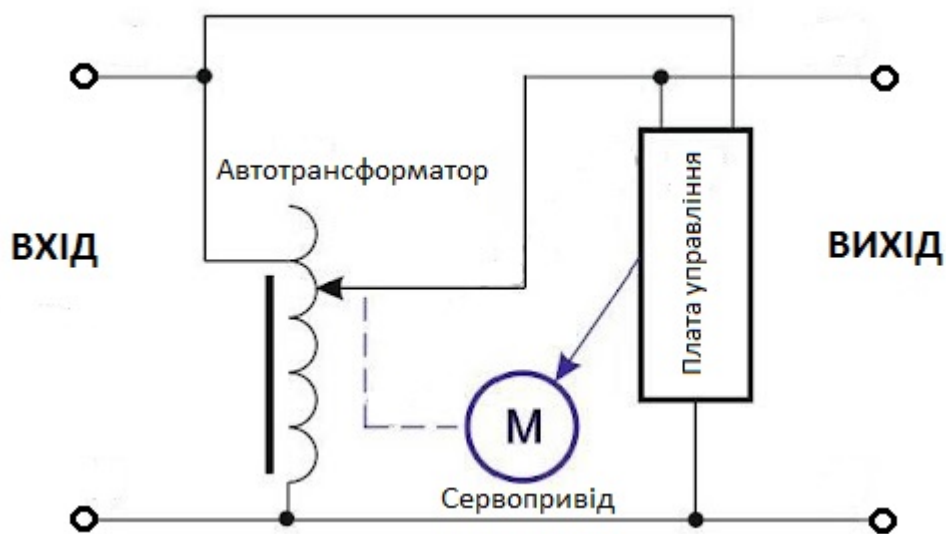 Автотрансформатор
ВХІД
ВИХІД
Плата управління
М
Сервопривід